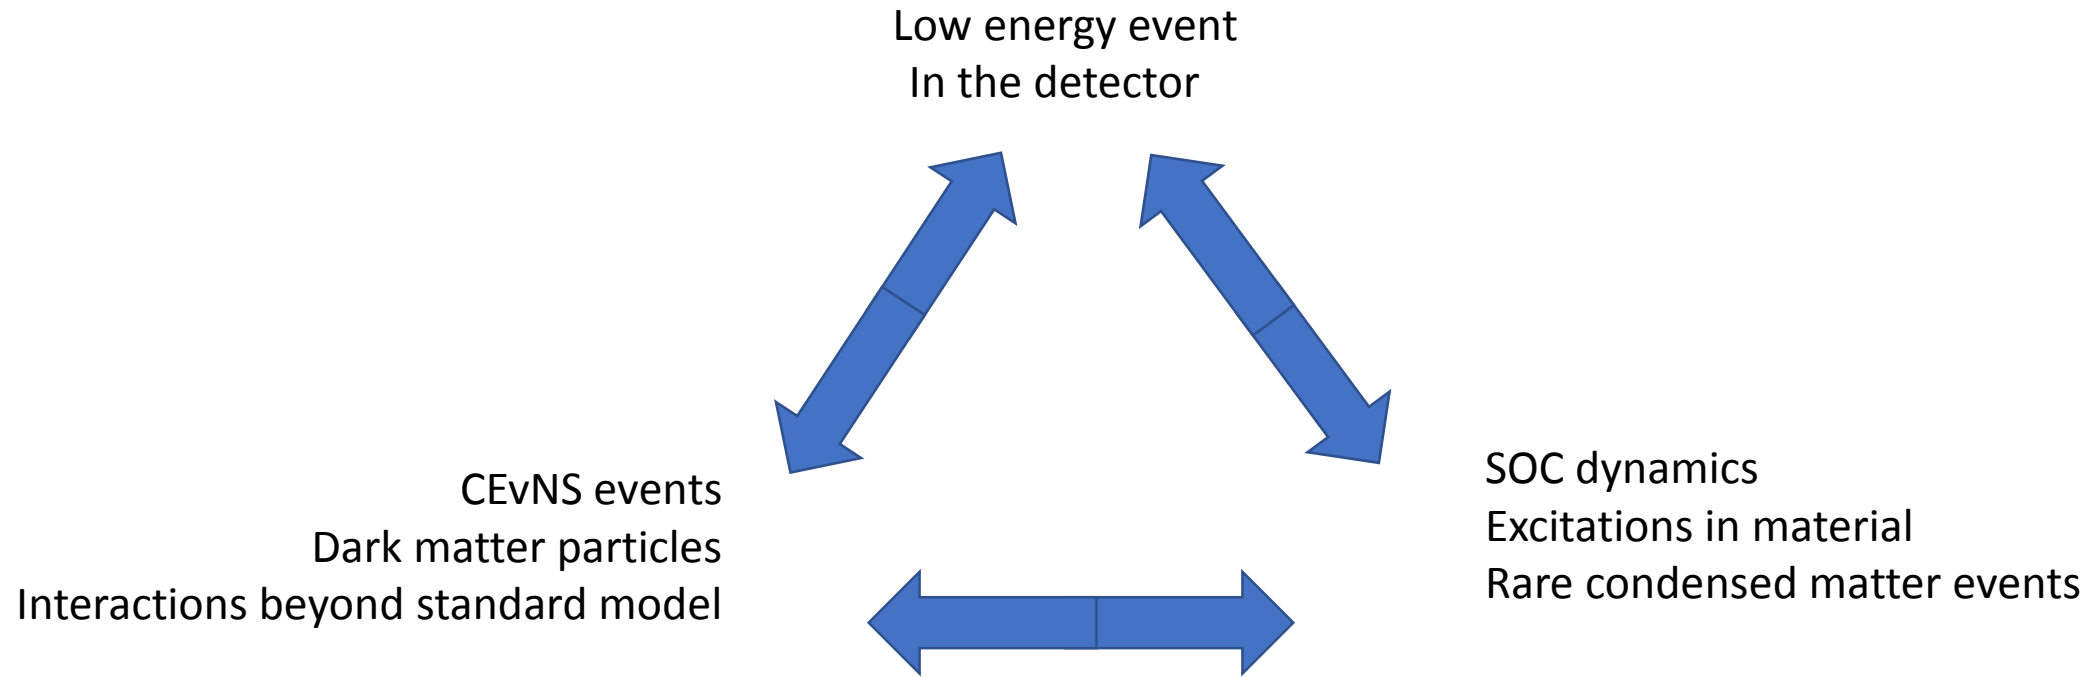 Low energy event
In the detector
CEvNS events
Dark matter particles
Interactions beyond standard model
SOC dynamics
Excitations in material
Rare condensed matter events